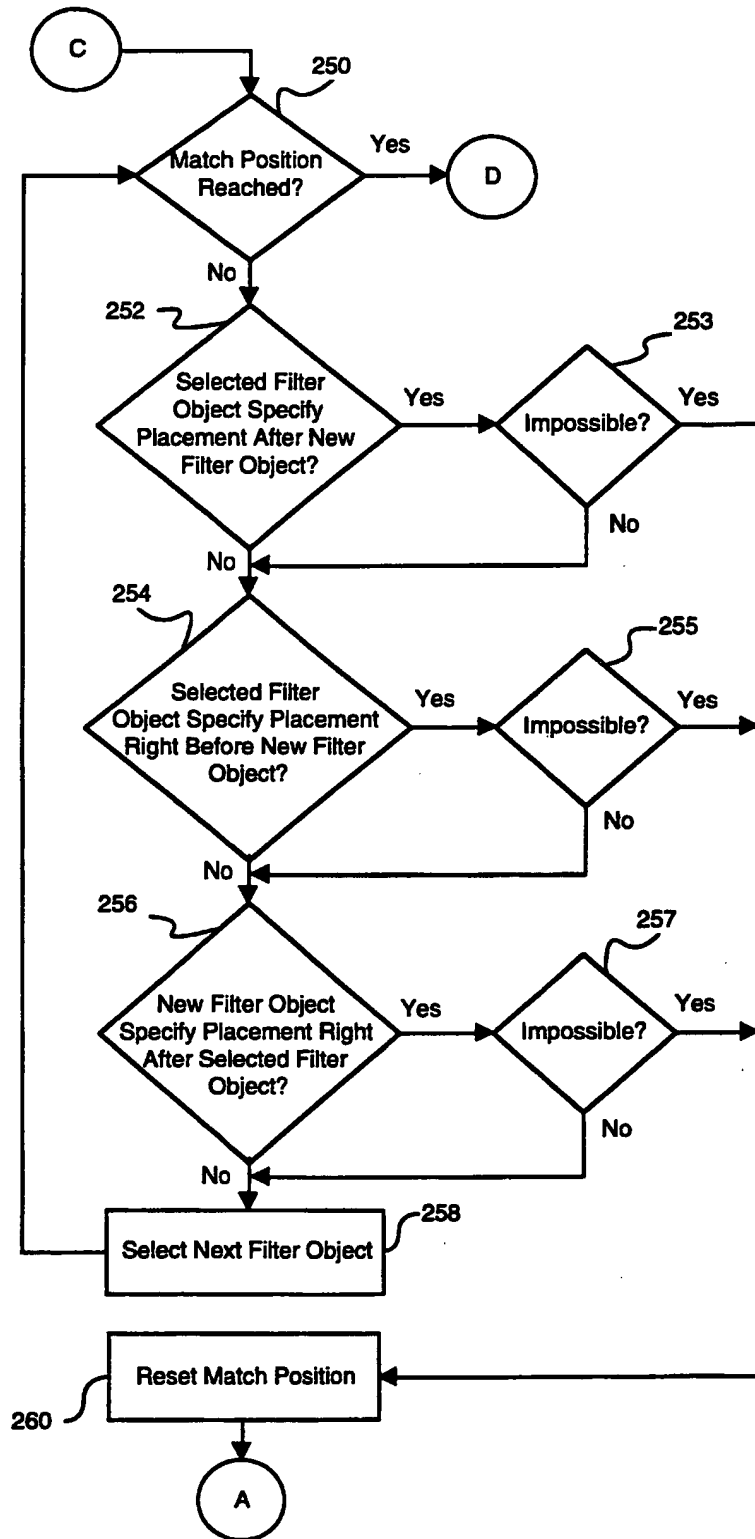 C
250
Match Position
Reached?
Yes
D
No
252
253
Selected Filter
Object Specify
Placement After New
Filter Object?
Yes
Impossible?
Yes
No
No
254
255
Selected Filter
Object Specify Placement
Right Before New Filter
Object?
Yes
Impossible?
Yes
No
No
256
257
New Filter Object
Specify Placement Right
After Selected Filter
Object?
Yes
Impossible?
Yes
No
No
258
Select Next Filter Object
Reset Match Position
260
A